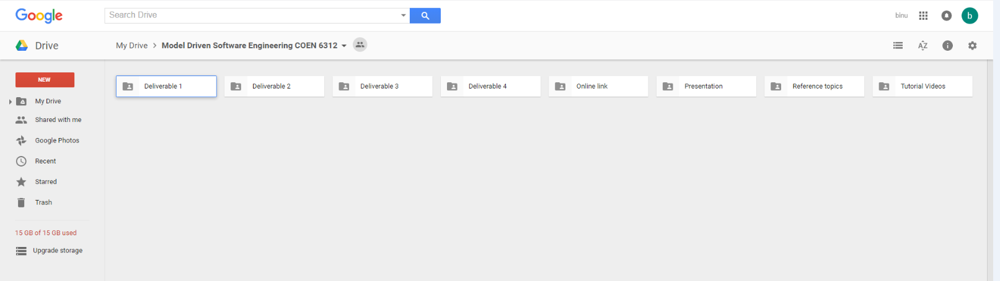 Google
Search Drive
binu
b
Drive
My Drive > Model Driven Software Engineering COEN 6312
AZ
NEW
Deliverable 1
Deliverable 2
Deliverable 3
Deliverable 4
Online link
Presentation
Reference topics
Tutorial Videos
My Drive
Shared with me
Google Photos
Recent
Starred
Trash
15 GB of 15 GB used
Upgrade storage